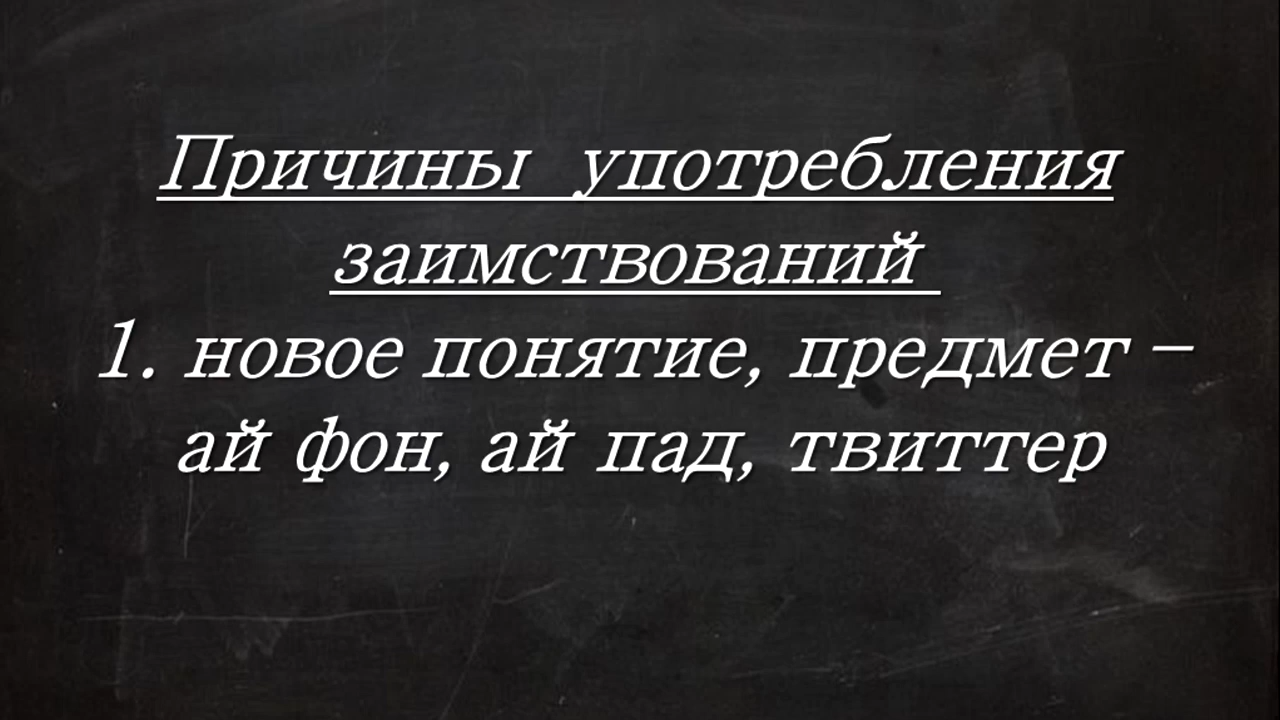 Причины употребления
заимствований
1. новое понятие, предмет –
ай фон, ай пад, твиттер